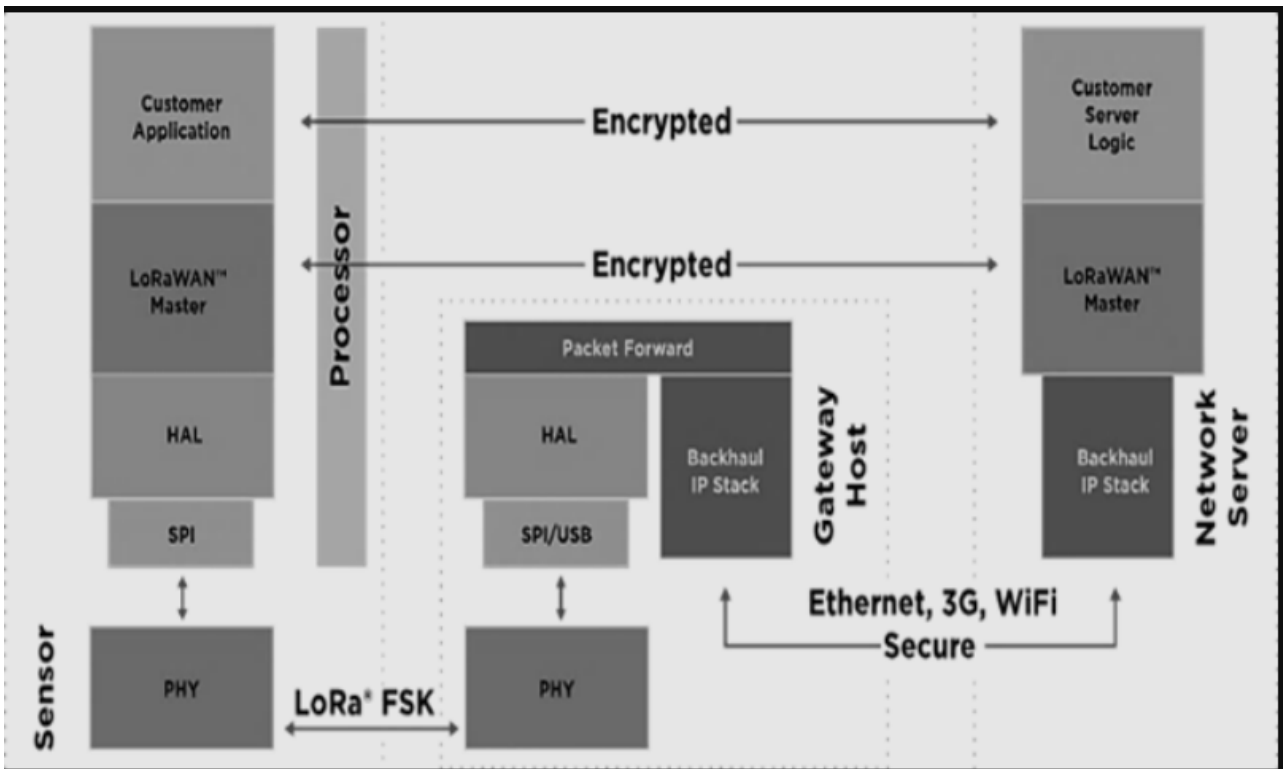 Customer
Application
LoRaWAN™
Master
HAL
SPI
PHY
Sensor
Processor
Encrypted
Encrypted
LoRa® FSK
Packet Forward
HAL
SPI/USB
PHY
Backhaul
IP Stack
Gateway
Host
Ethernet, 3G, WiFi
Secure
Customer
Server
Logic
LoRaWAN™
Master
Backhaul
IP Stack
Network
Server